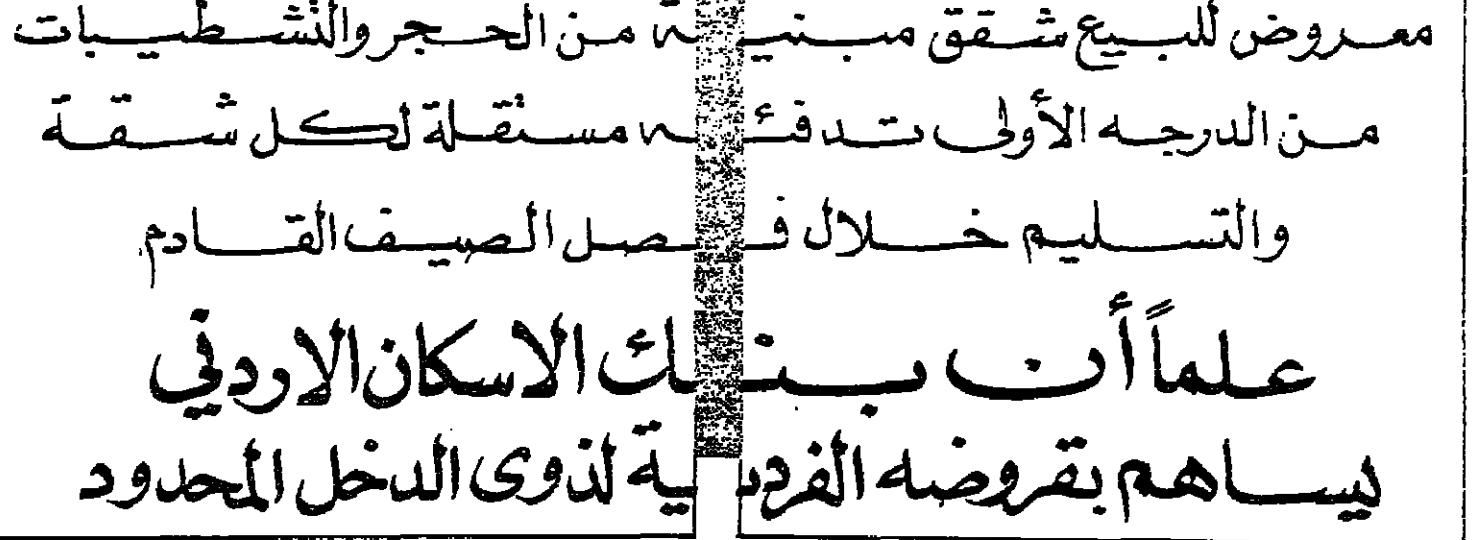 معروض للبيع شقق مبنيه من الحجر والتشطيبات
من الدرجه الأولى تدفئه مستقلة لكل شقة
والتسليم خلال فصل الصيف القادم
علماً أن بنك الاسكان الاردني
يساهم بقروضه الفردية لذوى الدخل المحدود